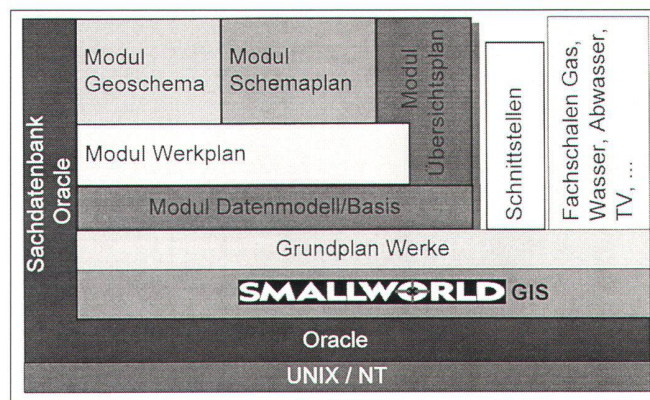 Sachdatenbank
Oracle
Modul
Geoschema
Modul
Schemaplan
Modul
Übersichtsplan
Modul Werkplan
Modul Datenmodell/Basis
Schnittstellen
Fachschalen Gas,
Wasser, Abwasser,
TV, ...
Grundplan Werke
SMALLWORLD GIS
Oracle
UNIX / NT